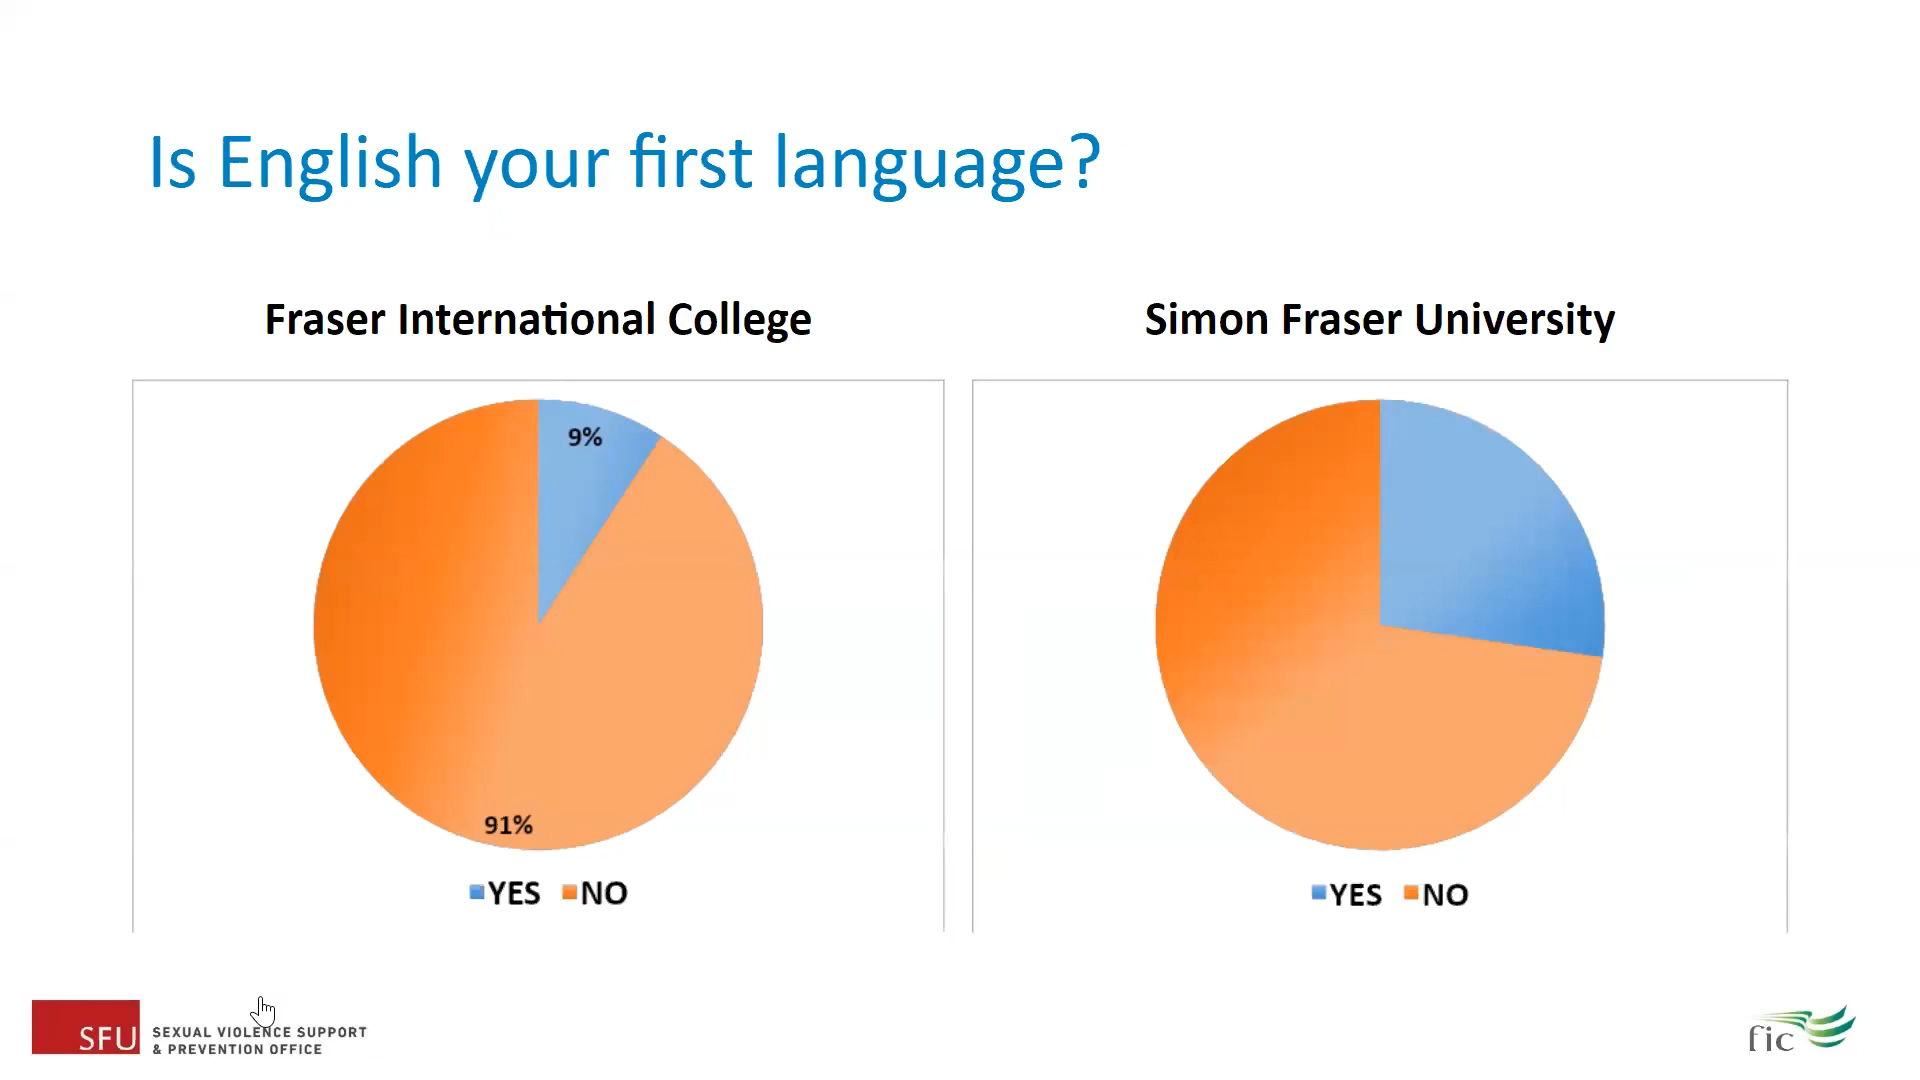 Is English your first language?
Fraser International College
Simon Fraser University
9%
91%
YES NO
YES NO
SFU
SEXUAL VIOLENCE SUPPORT
& PREVENTION OFFICE
fic